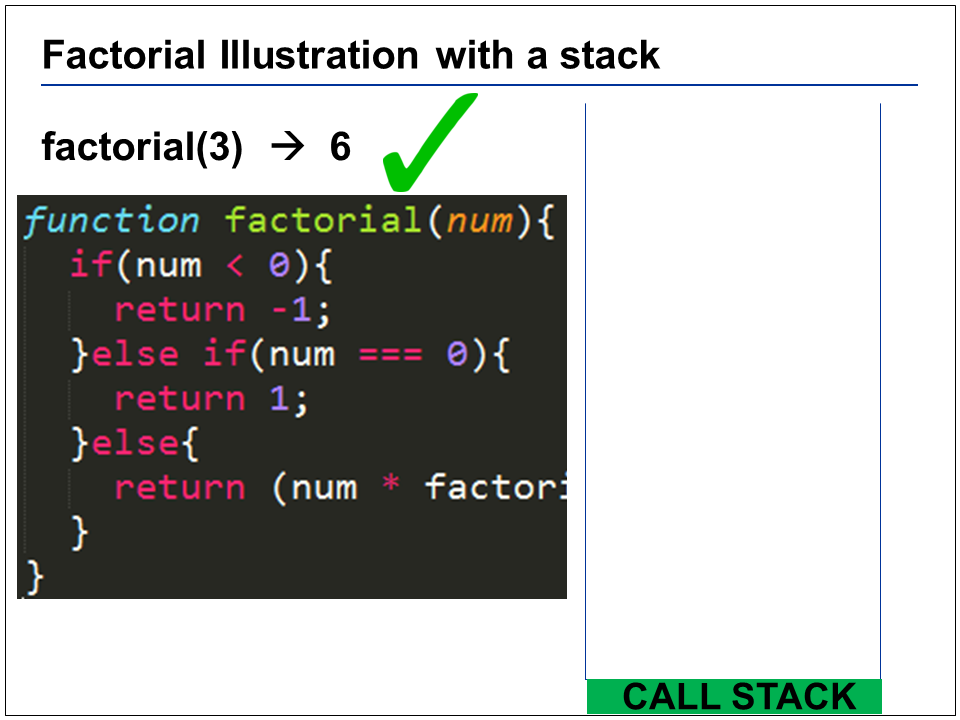 Factorial Illustration with a stack
factorial(3) → 6
function factorial(num){
if(num < 0){
return -1;
}else if(num === 0){
return 1;
}else{
return (num * factori
}
}
CALL STACK